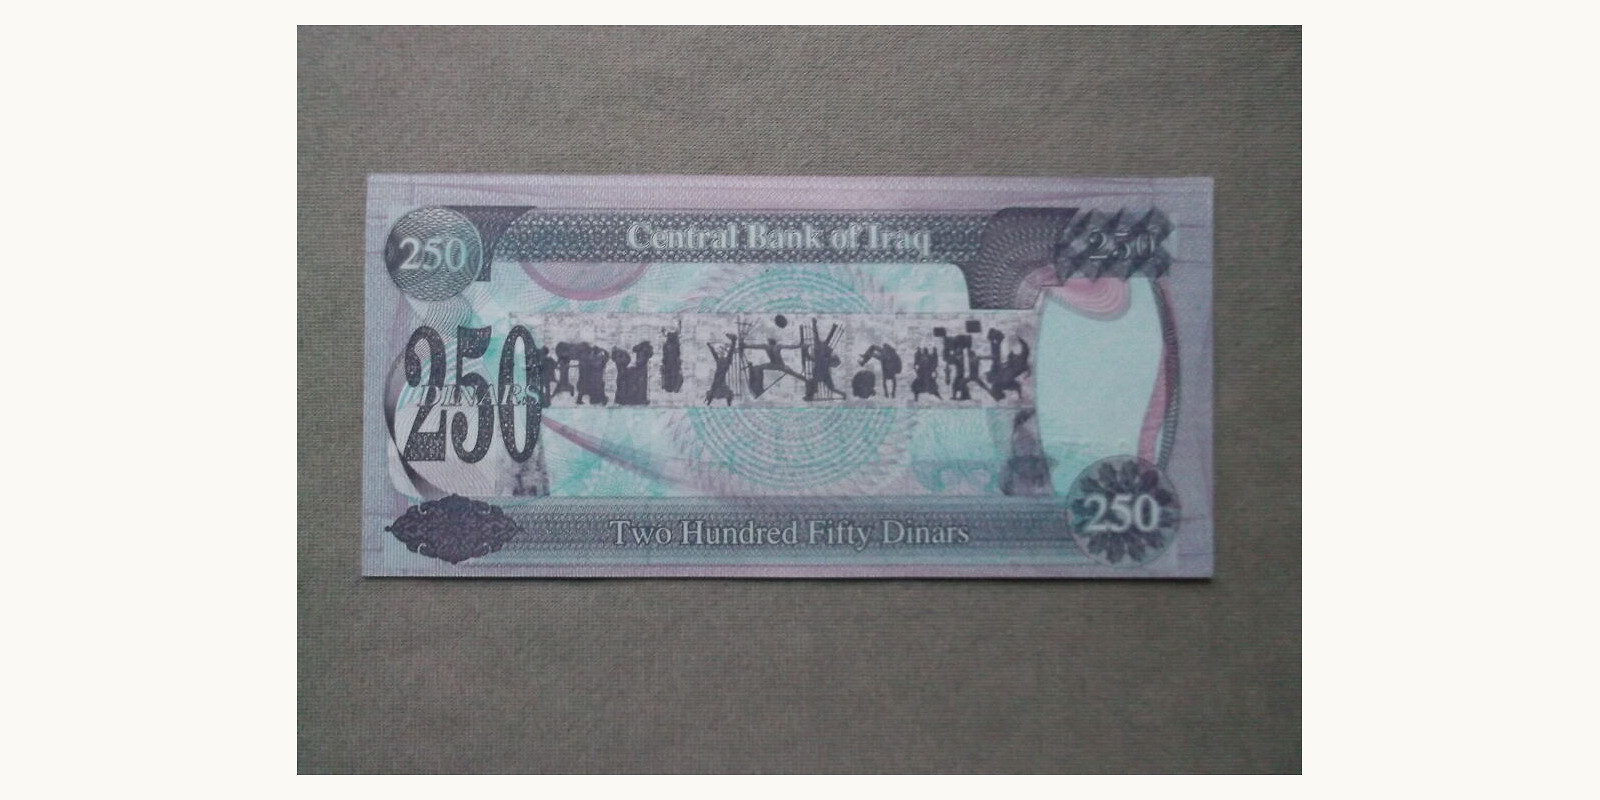 Central Bank of Iraq
250
250
250
DINARS
250
Two Hundred Fifty Dinars